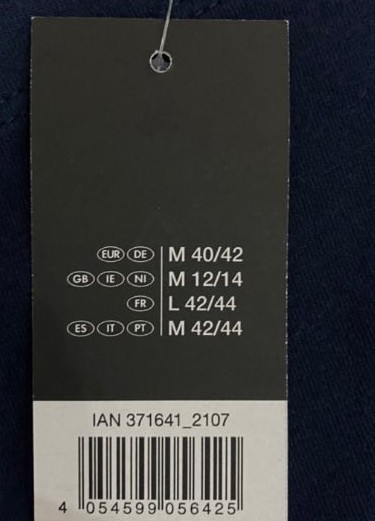 EUR DE M 40/42
GB IE NI M 12/14
FR L 42/44
ES IT PT M 42/44
IAN 371641_2107
4 054599 056425